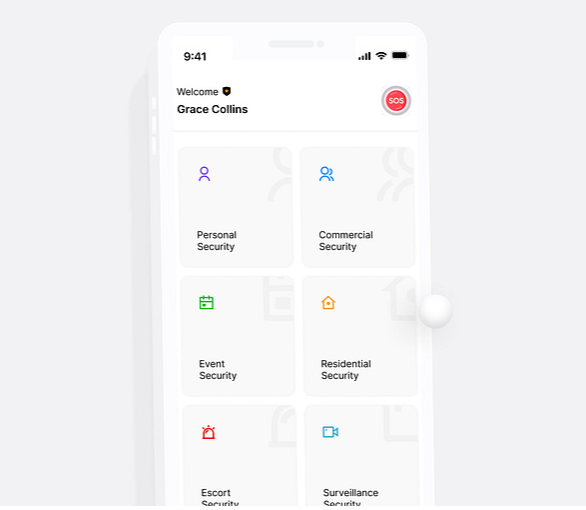 9:41
Welcome
Grace Collins
SOS
Personal
Security
Commercial
Security
Event
Security
Residential
Security
Escort
Security
Surveillance
Security